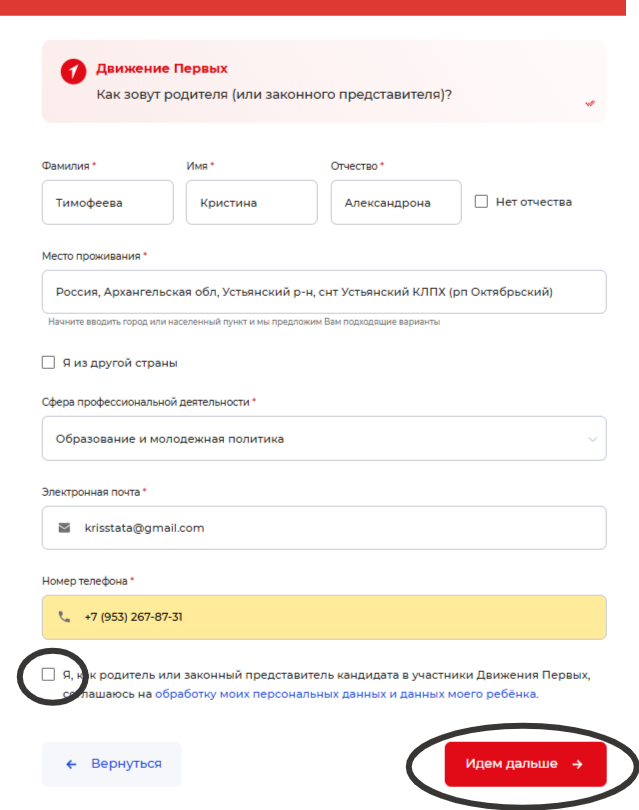 Движение Первых
Как зовут родителя (или законного представителя)?
Фамилия * Имя * Отчество *
Тимофеева Кристина Александрона Нет отчества
Место проживания *
Россия, Архангельская обл, Устьянский р-н, снт Устьянский КЛПХ (рп Октябрьский)
Начните вводить город или населенный пункт и мы предложим Вам подходящие варианты
Я из другой страны
Сфера профессиональной деятельности *
Образование и молодежная политика
Электронная почта *
krisstata@gmail.com
Номер телефона *
+7 (953) 267-87-31
Я, как родитель или законный представитель кандидата в участники Движения Первых,
соглашаюсь на обработку моих персональных данных и данных моего ребёнка.
← Вернуться Идем дальше →